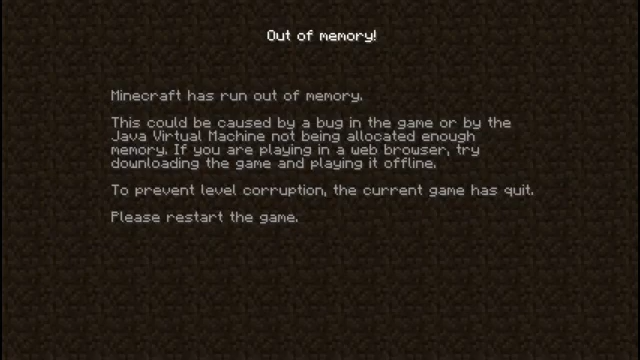 Out of memory!
Minecraft has run out of memory.
This could be caused by a bug in the game or by the
Java Virtual Machine not being allocated enough
memory. If you are playing in a web browser, try
downloading the game and playing it offline.
To prevent level corruption, the current game has quit.
Please restart the game.